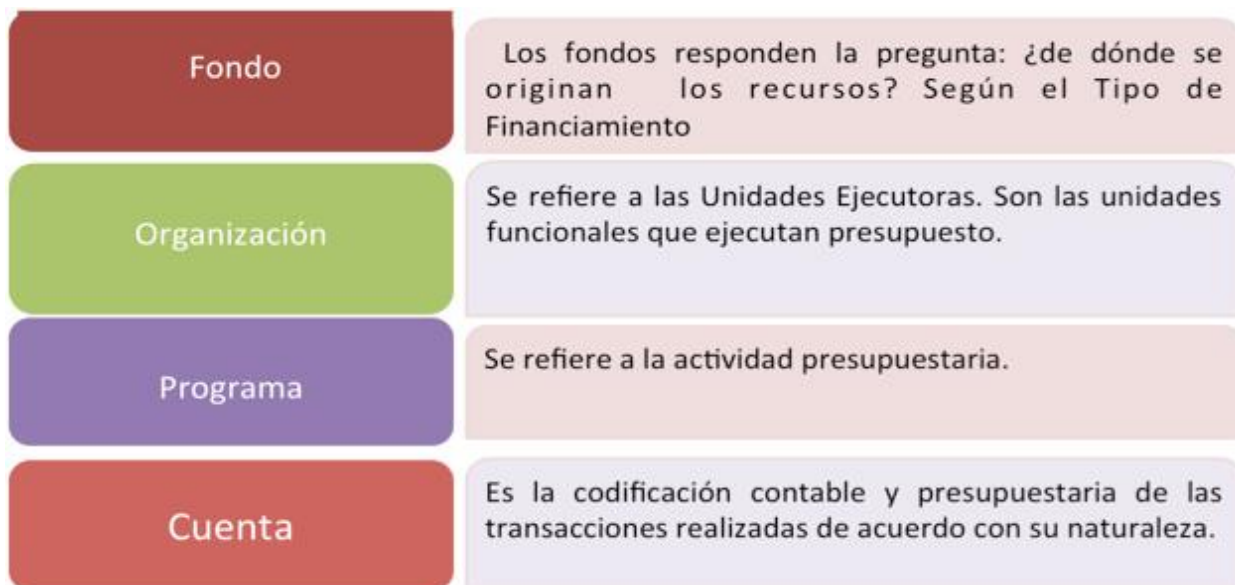 Fondo
Los fondos responden la pregunta: ¿de dónde se
originan los recursos? Según el Tipo de
Financiamiento
Organización
Se refiere a las Unidades Ejecutoras. Son las unidades
funcionales que ejecutan presupuesto.
Programa
Se refiere a la actividad presupuestaria.
Cuenta
Es la codificación contable y presupuestaria de las
transacciones realizadas de acuerdo con su naturaleza.